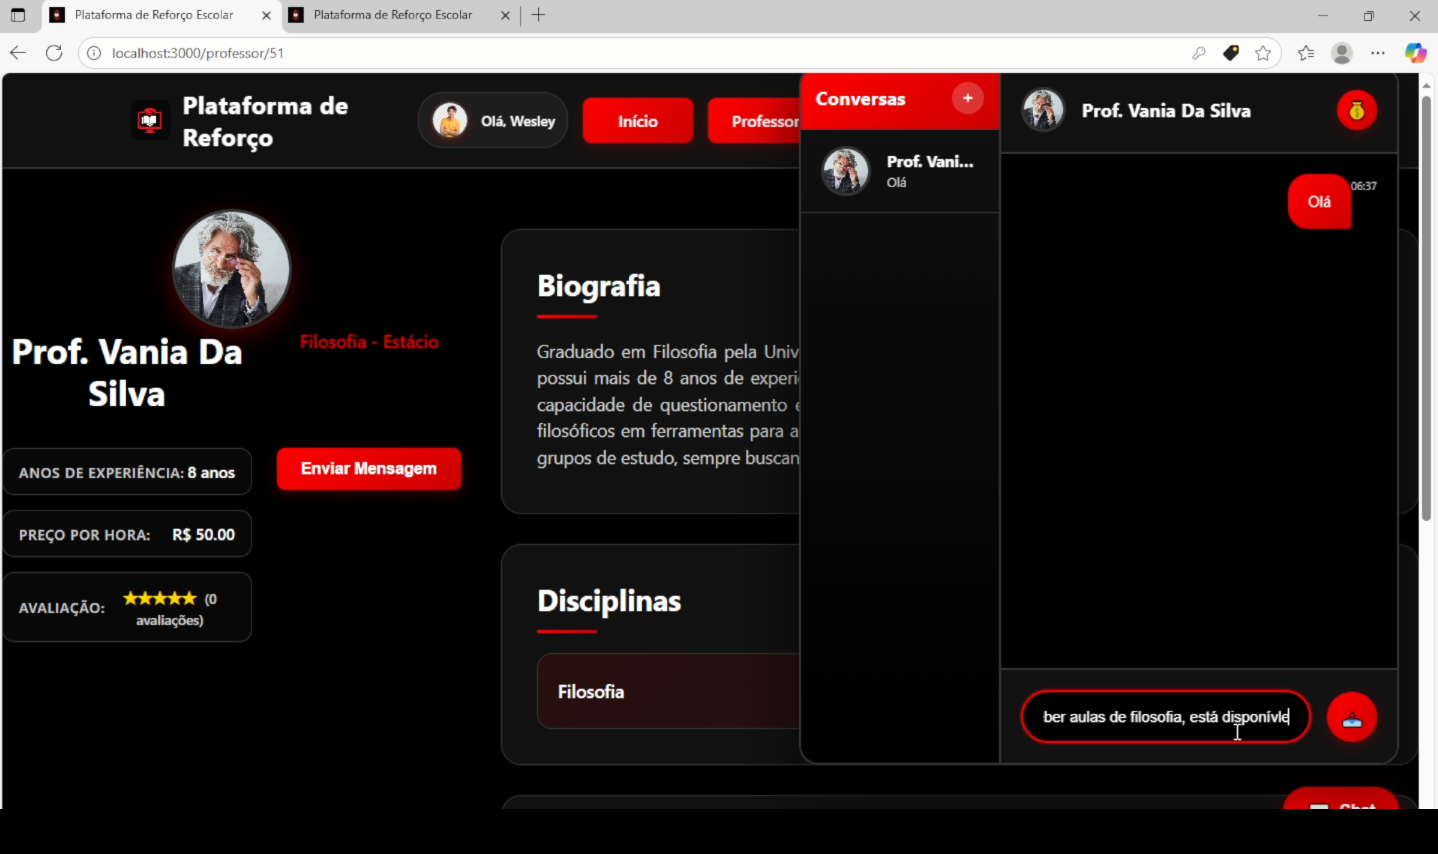 Plataforma de Reforço Escolar
Plataforma de Reforço Escolar
localhost:3000/professor/51
Plataforma de
Reforço
Olá, Wesley
Início
Professor
Conversas
+
Prof. Vania Da Silva
Prof. Vani...
Olá
Olá
06:37
Prof. Vania Da
Silva
Filosofia - Estácio
ANOS DE EXPERIÊNCIA: 8 anos
Enviar Mensagem
PREÇO POR HORA: R$ 50.00
AVALIAÇÃO: ★★★★★ (0
avaliações)
Biografia
Graduado em Filosofia pela Univ
possui mais de 8 anos de experi
capacidade de questionamento e
filosóficos em ferramentas para a
grupos de estudo, sempre buscan
Disciplinas
Filosofia
ber aulas de filosofia, está disponívle
Chat